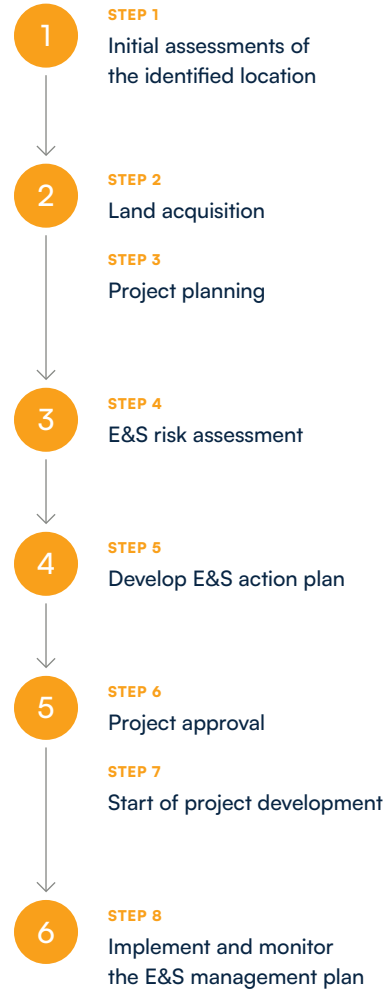 1
STEP 1
Initial assessments of
the identified location
2
STEP 2
Land acquisition
STEP 3
Project planning
3
STEP 4
E&S risk assessment
4
STEP 5
Develop E&S action plan
5
STEP 6
Project approval
STEP 7
Start of project development
6
STEP 8
Implement and monitor
the E&S management plan